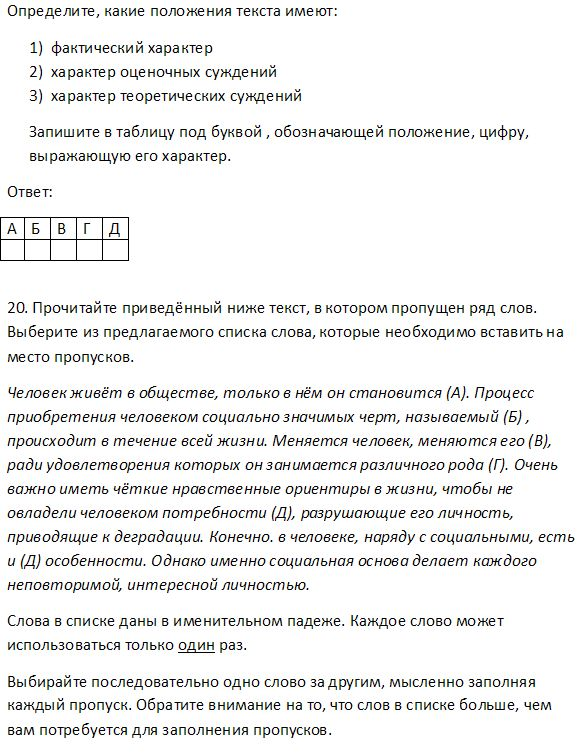 Определите, какие положения текста имеют:
1) фактический характер
2) характер оценочных суждений
3) характер теоретических суждений
Запишите в таблицу под буквой , обозначающей положение, цифру,
выражающую его характер.
Ответ:
А Б В Г Д
20. Прочитайте приведённый ниже текст, в котором пропущен ряд слов.
Выберите из предлагаемого списка слова, которые необходимо вставить на
место пропусков.
Человек живёт в обществе, только в нём он становится (А). Процесс
приобретения человеком социально значимых черт, называемый (Б) ,
происходит в течение всей жизни. Меняется человек, меняются его (В),
ради удовлетворения которых он занимается различного рода (Г). Очень
важно иметь чёткие нравственные ориентиры в жизни, чтобы не
овладели человеком потребности (Д), разрушающие его личность,
приводящие к деградации. Конечно. в человеке, наряду с социальными, есть
и (Д) особенности. Однако именно социальная основа делает каждого
неповторимой, интересной личностью.
Слова в списке даны в именительном падеже. Каждое слово может
использоваться только один раз.
Выбирайте последовательно одно слово за другим, мысленно заполняя
каждый пропуск. Обратите внимание на то, что слов в списке больше, чем
вам потребуется для заполнения пропусков.